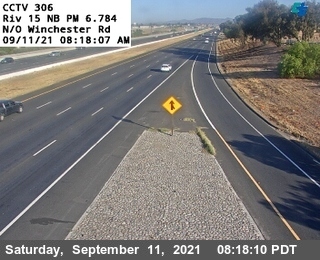 CCTV 306
Riv 15 NB PM 6.784
N/O Winchester Rd
09/11/21 08:18:07 AM
Saturday, September 11, 2021 08:18:10 PDT